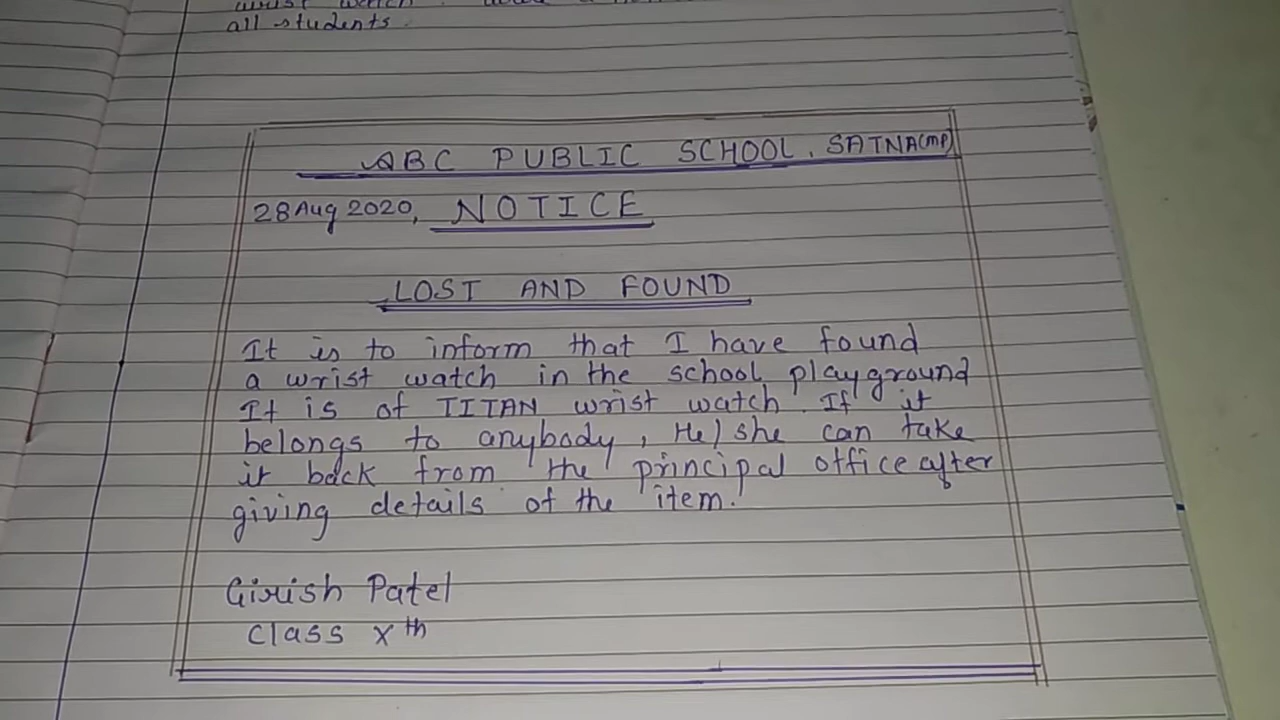 wrist watch.
all students.
ABC PUBLIC SCHOOL, SATNA(MP)
28 Aug 2020, NOTICE
LOST AND FOUND
It is to inform that I have found
a wrist watch in the school playground
It is of TITAN wrist watch. If it
belongs to anybody, He/she can take
it back from the principal office after
giving details of the item.
Girish Patel
Class Xth